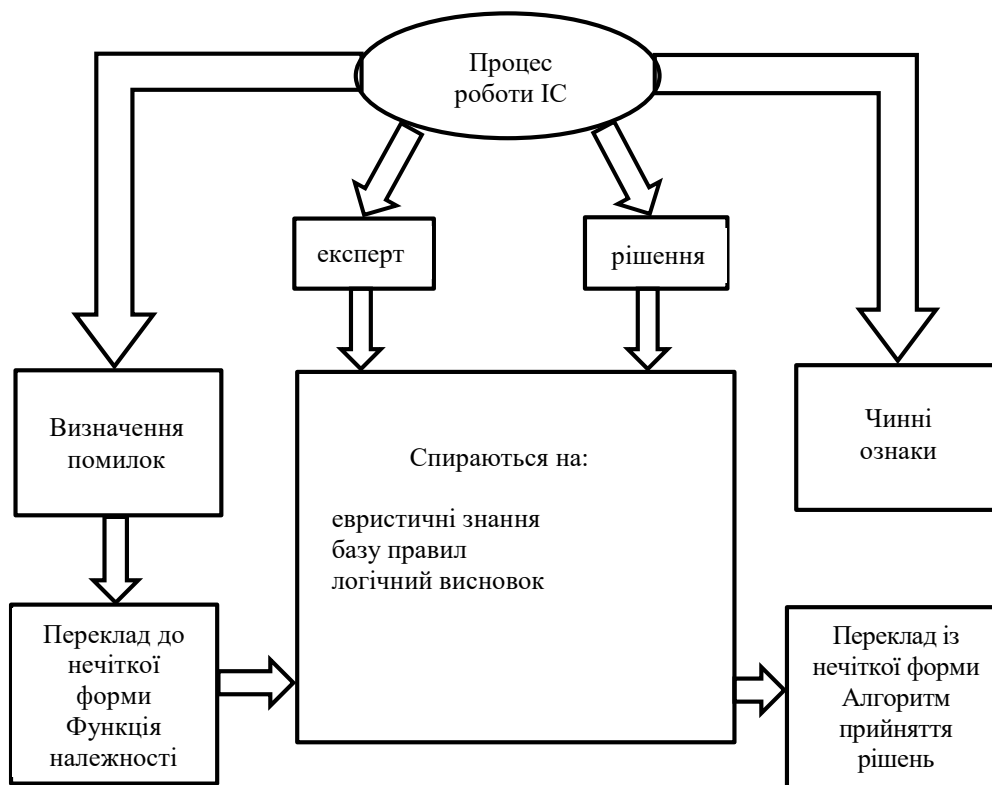 Процес
роботи ІС
експерт
рішення
Визначення
помилок
Спираються на:
евристичні знання
базу правил
логічний висновок
Чинні
ознаки
Переклад до
нечіткої
форми
Функція
належності
Переклад із
нечіткої форми
Алгоритм
прийняття
рішень